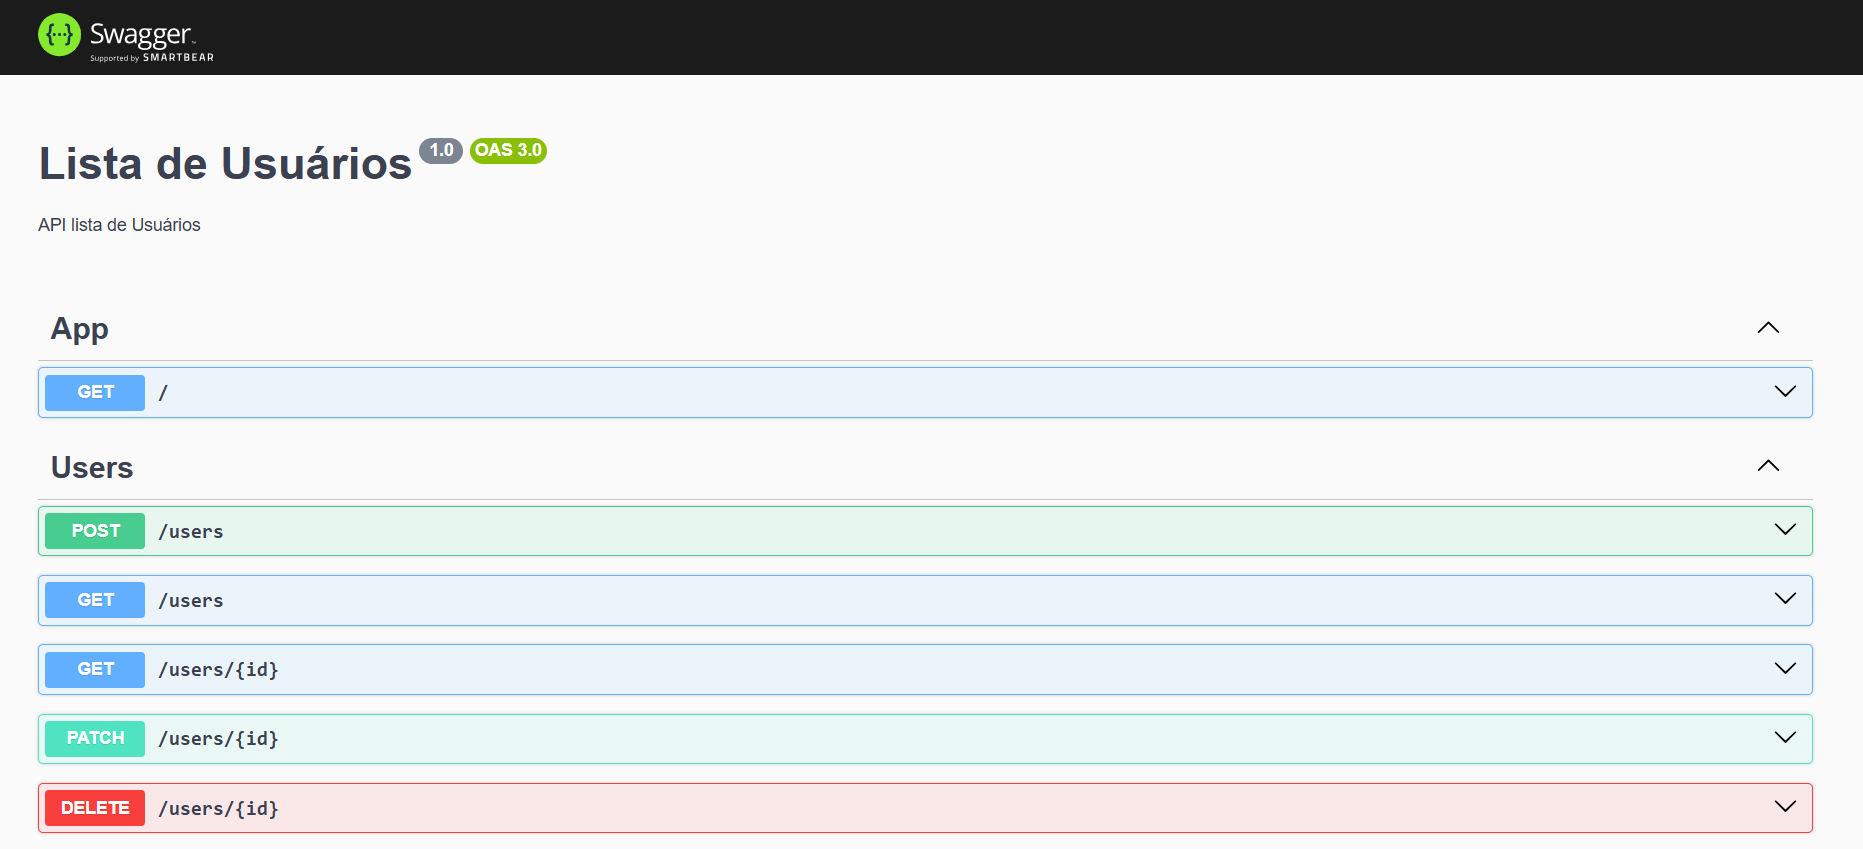 {···} Swagger™
Supported by SMARTBEAR
Lista de Usuários 1.0 OAS 3.0
API lista de Usuários
App
GET /
Users
POST /users
GET /users
GET /users/{id}
PATCH /users/{id}
DELETE /users/{id}